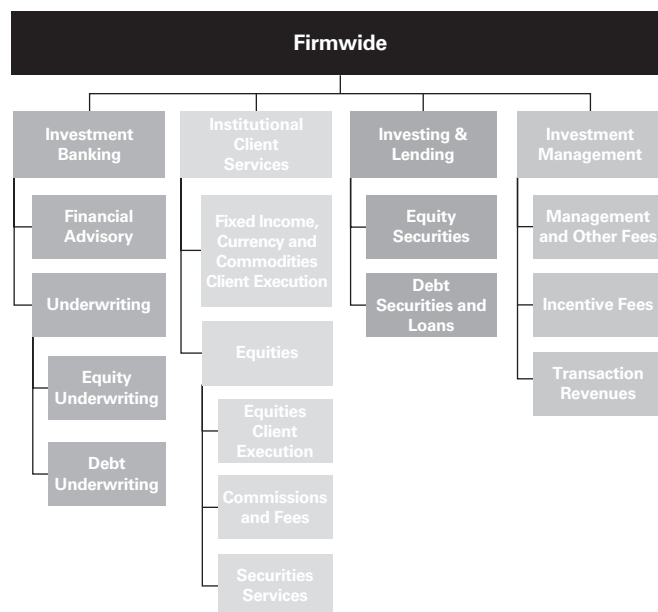 Firmwide
Investment
Banking
Financial
Advisory
Underwriting
Equity
Underwriting
Debt
Underwriting
Institutional
Client
Services
Fixed Income,
Currency and
Commodities
Client Execution
Equities
Equities
Client
Execution
Commissions
and Fees
Securities
Services
Investing &
Lending
Equity
Securities
Debt
Securities and
Loans
Investment
Management
Management
and Other Fees
Incentive Fees
Transaction
Revenues